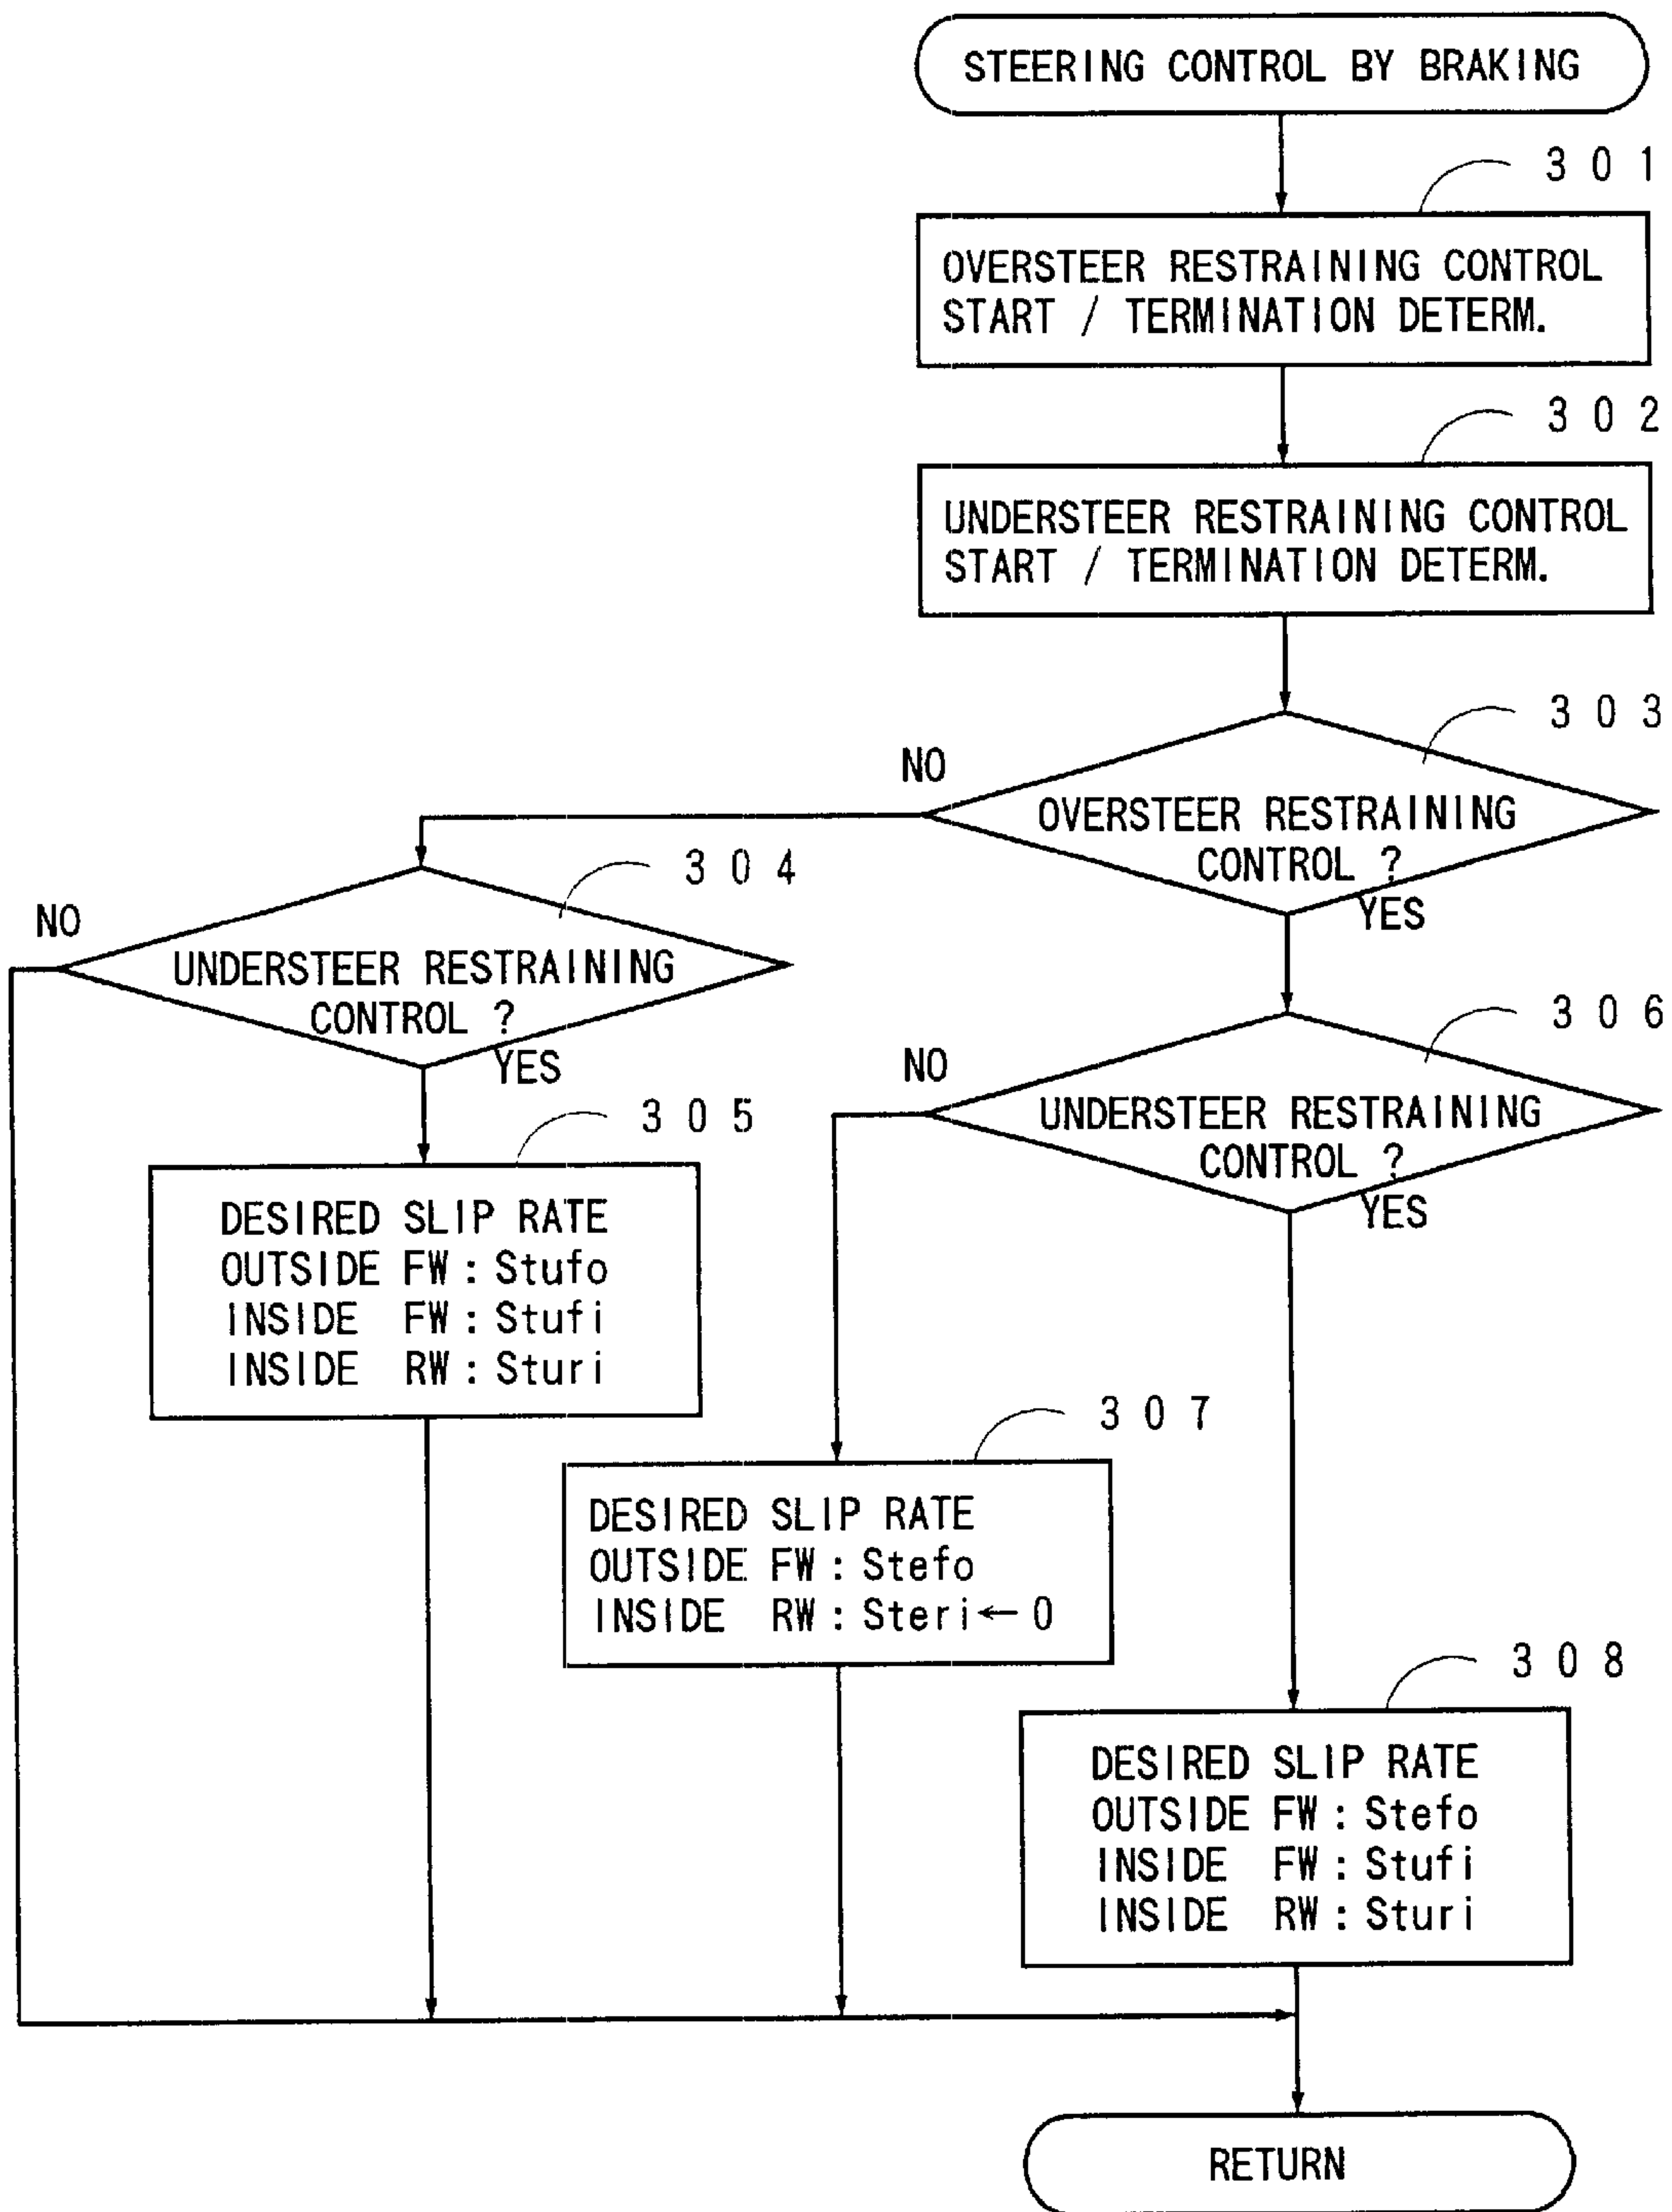 STEERING CONTROL BY BRAKING
301
OVERSTEER RESTRAINING CONTROL
START / TERMINATION DETERM.
302
UNDERSTEER RESTRAINING CONTROL
START / TERMINATION DETERM.
303
NO
OVERSTEER RESTRAINING
CONTROL ?
YES
304
NO
UNDERSTEER RESTRAINING
CONTROL ?
YES
305
DESIRED SLIP RATE
OUTSIDE FW : Stufo
INSIDE FW : Stufi
INSIDE RW : Sturi
306
NO
UNDERSTEER RESTRAINING
CONTROL ?
YES
307
DESIRED SLIP RATE
OUTSIDE FW : Stefo
INSIDE RW : Steri ← 0
308
DESIRED SLIP RATE
OUTSIDE FW : Stefo
INSIDE FW : Stufi
INSIDE RW : Sturi
RETURN